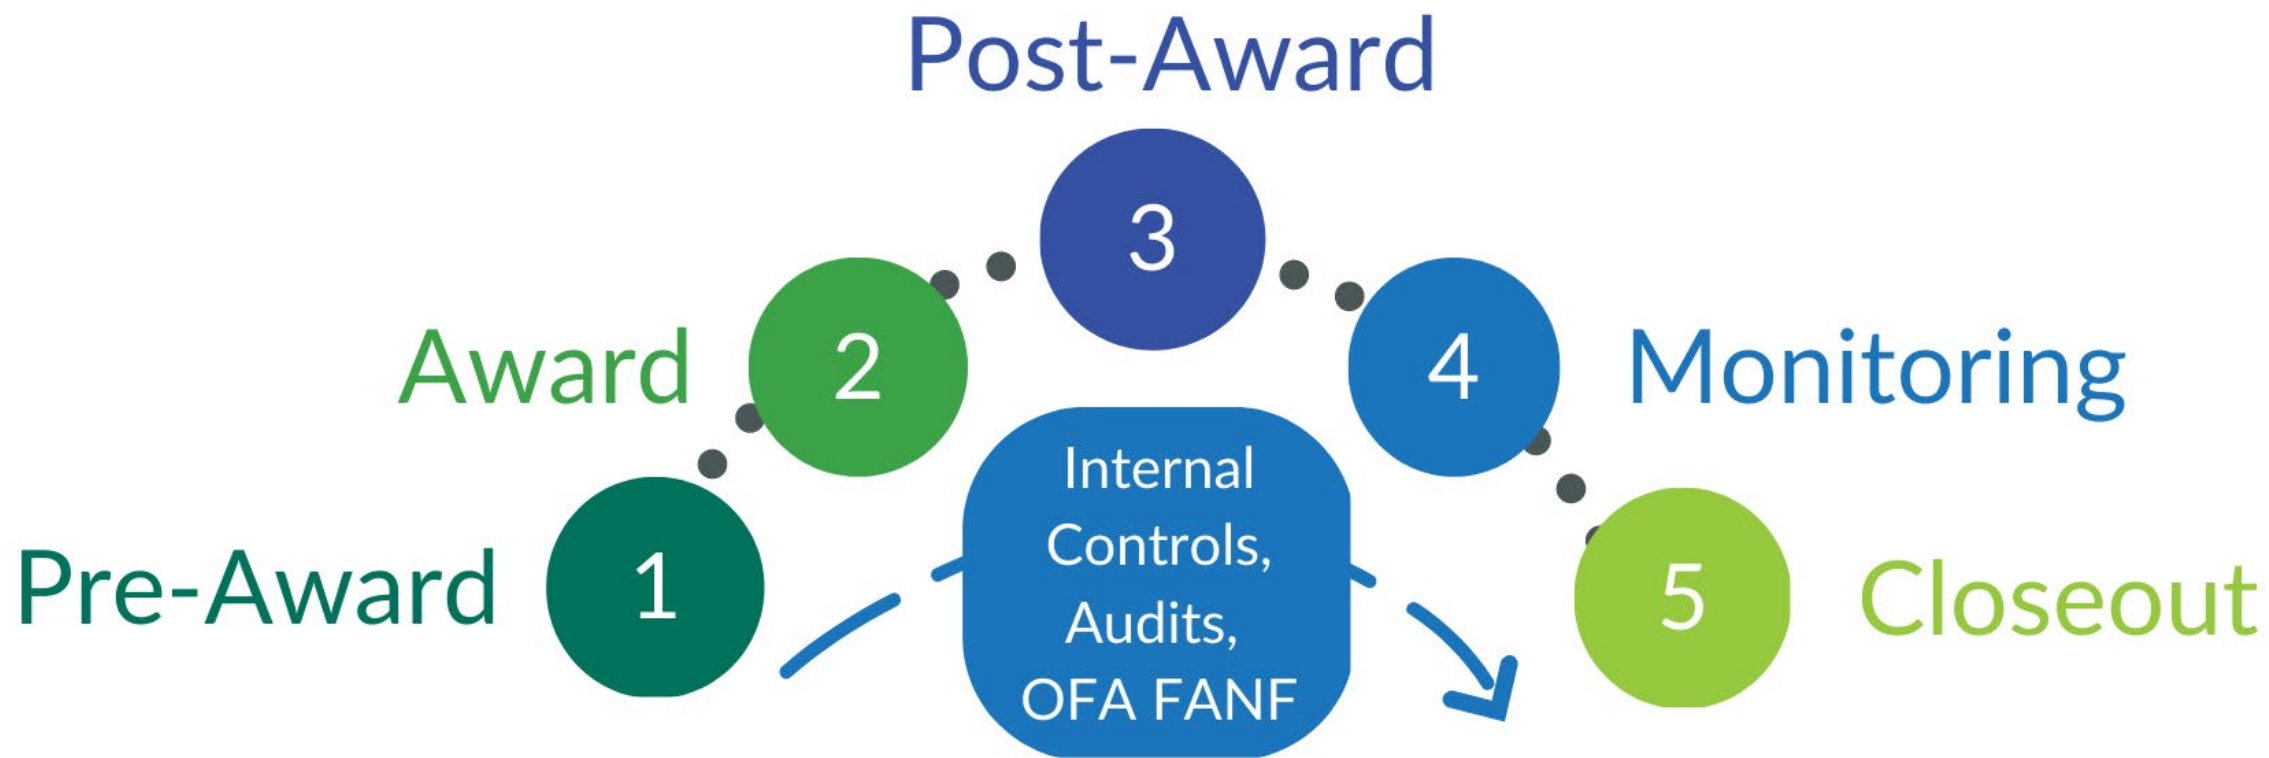 Post-Award
3
Award
2
4
Monitoring
Internal
Controls,
Audits,
OFA FANF
Pre-Award
1
5
Closeout